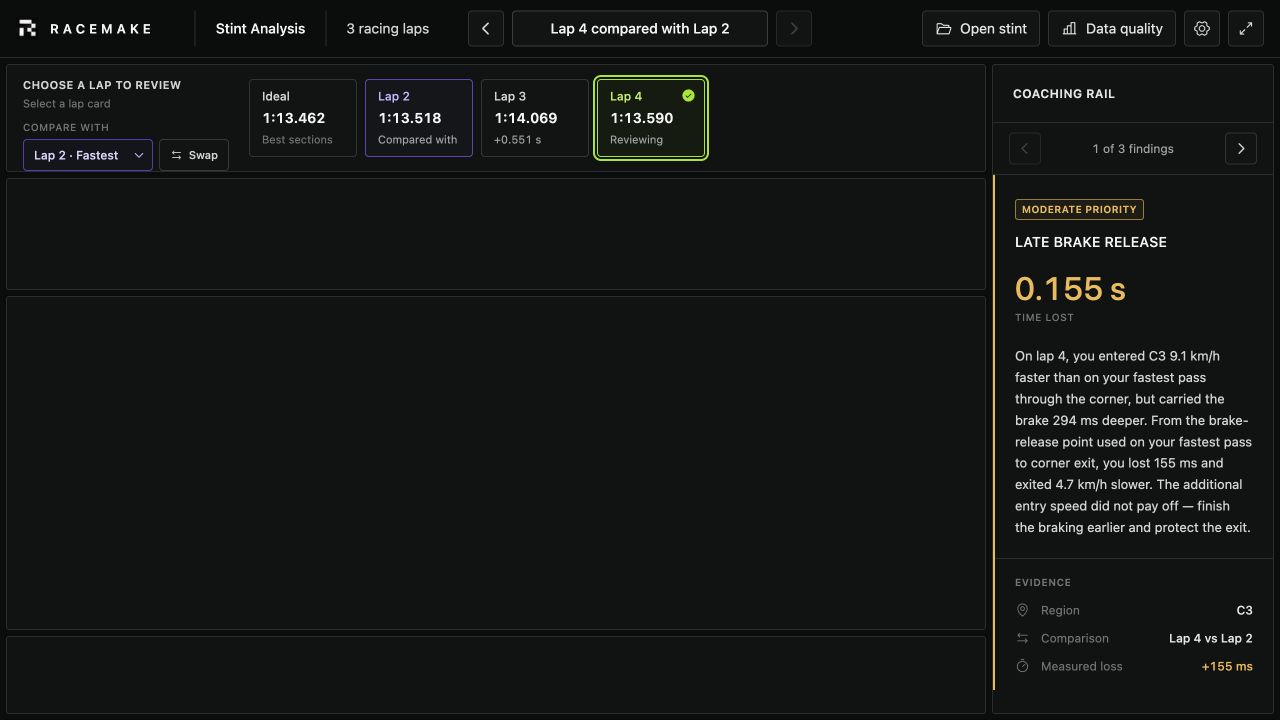 RACEMAKE
Stint Analysis
3 racing laps
Lap 4 compared with Lap 2
Open stint
Data quality
CHOOSE A LAP TO REVIEW
Select a lap card
COMPARE WITH
Lap 2 · Fastest
Swap
Ideal
1:13.462
Best sections
Lap 2
1:13.518
Compared with
Lap 3
1:14.069
+0.551 s
Lap 4
1:13.590
Reviewing
COACHING RAIL
1 of 3 findings
MODERATE PRIORITY
LATE BRAKE RELEASE
0.155 s
TIME LOST
On lap 4, you entered C3 9.1 km/h
faster than on your fastest pass
through the corner, but carried the
brake 294 ms deeper. From the brake-
release point used on your fastest pass
to corner exit, you lost 155 ms and
exited 4.7 km/h slower. The additional
entry speed did not pay off — finish
the braking earlier and protect the exit.
EVIDENCE
Region C3
Comparison Lap 4 vs Lap 2
Measured loss +155 ms